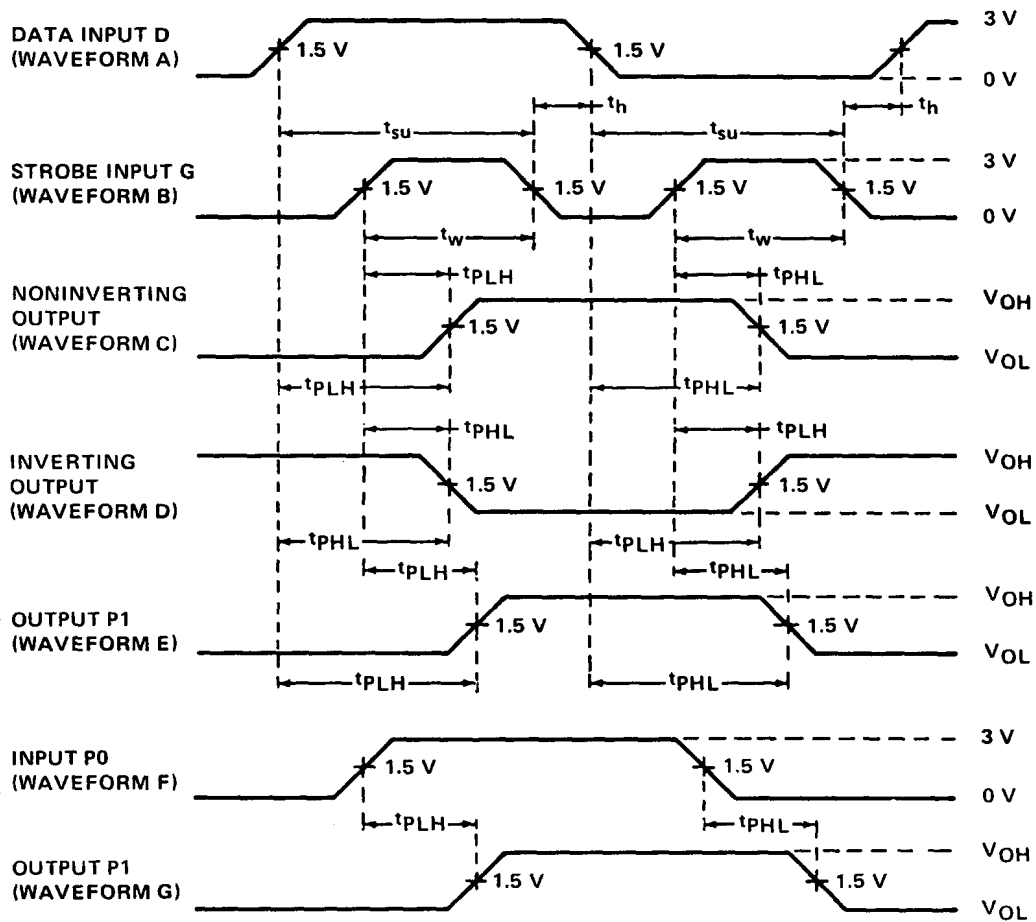 DATA INPUT D
(WAVEFORM A)
1.5 V
1.5 V
3 V
0 V
th
th
tsu
tsu
STROBE INPUT G
(WAVEFORM B)
1.5 V
1.5 V
1.5 V
1.5 V
3 V
0 V
tw
tw
tPLH
tPHL
NONINVERTING
OUTPUT
(WAVEFORM C)
1.5 V
1.5 V
VOH
VOL
tPLH
tPHL
tPHL
tPLH
INVERTING
OUTPUT
(WAVEFORM D)
1.5 V
1.5 V
VOH
VOL
tPHL
tPLH
tPLH
tPHL
OUTPUT P1
(WAVEFORM E)
1.5 V
1.5 V
VOH
VOL
tPLH
tPHL
INPUT P0
(WAVEFORM F)
1.5 V
1.5 V
3 V
0 V
tPLH
tPHL
OUTPUT P1
(WAVEFORM G)
1.5 V
1.5 V
VOH
VOL